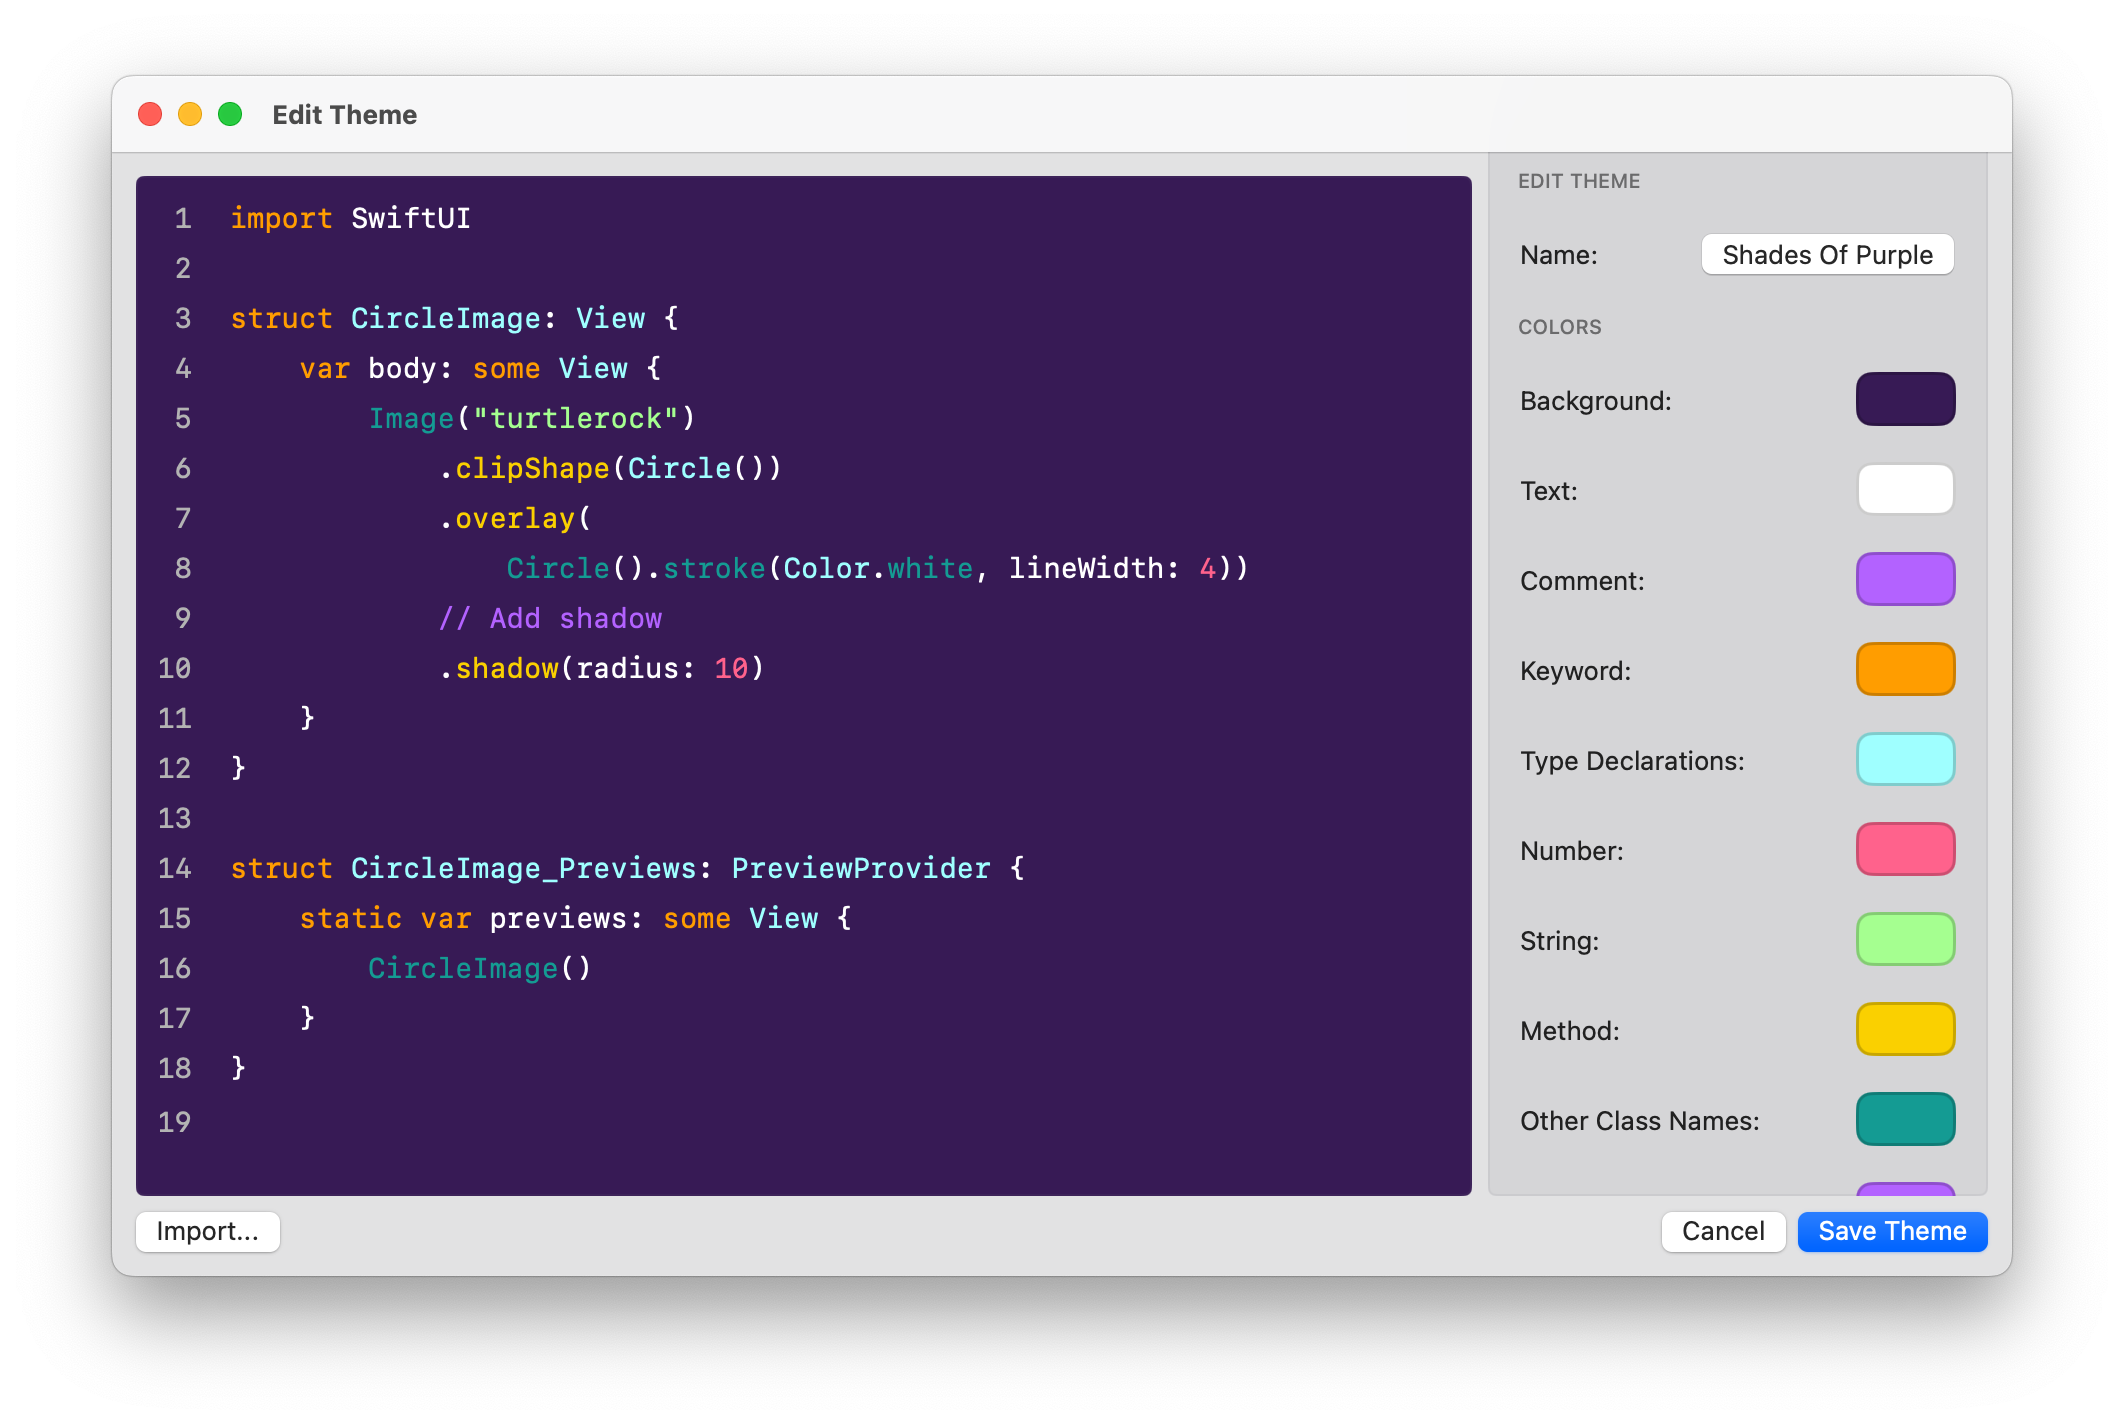 Edit Theme
1 import SwiftUI
2
3 struct CircleImage: View {
4     var body: some View {
5         Image("turtlerock")
6             .clipShape(Circle())
7             .overlay(
8                 Circle().stroke(Color.white, lineWidth: 4))
9             // Add shadow
10             .shadow(radius: 10)
11     }
12 }
13
14 struct CircleImage_Previews: PreviewProvider {
15     static var previews: some View {
16         CircleImage()
17     }
18 }
19
EDIT THEME
Name: Shades Of Purple
COLORS
Background:
Text:
Comment:
Keyword:
Type Declarations:
Number:
String:
Method:
Other Class Names:
Import...
Cancel
Save Theme